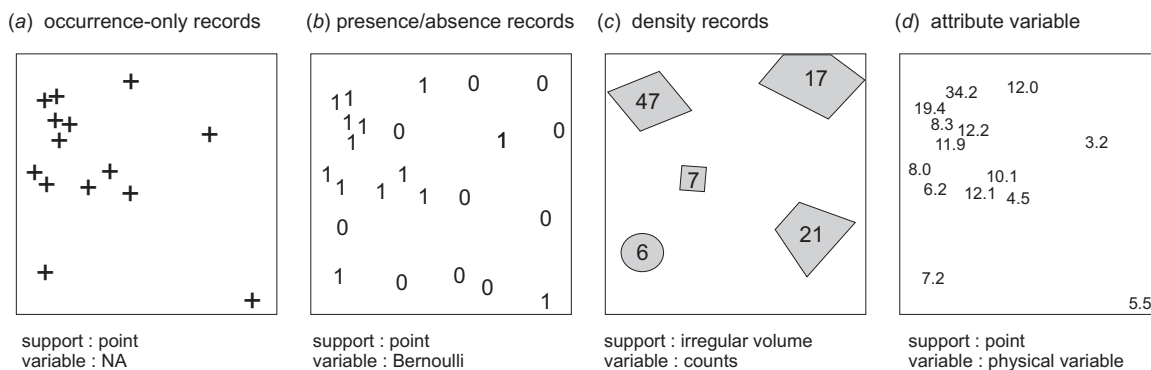 (a) occurrence-only records
(b) presence/absence records
(c) density records
(d) attribute variable
1 0 0
1 1
1 1 0 1 0
1
1 1 1 1 1 0
0 0
1 0 0 0 1
47 17
7
6 21
34.2 12.0
19.4
8.3 12.2
11.9 3.2
8.0 10.1
6.2 12.1 4.5
7.2
5.5
support : point
variable : NA
support : point
variable : Bernoulli
support : irregular volume
variable : counts
support : point
variable : physical variable